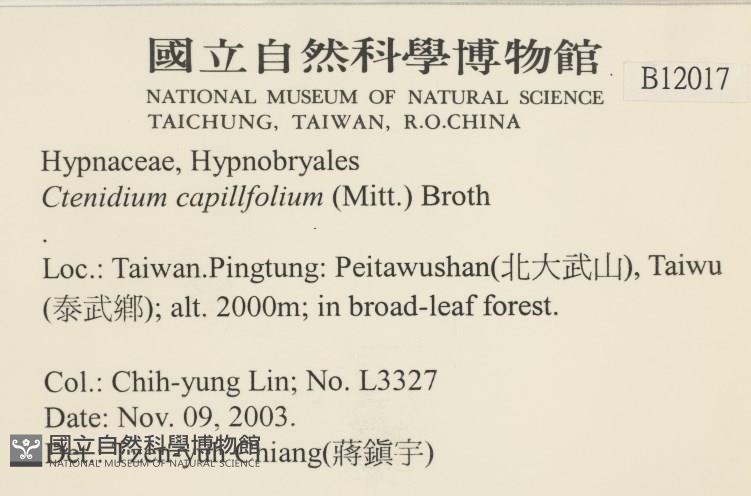 國立自然科學博物館
B12017
NATIONAL MUSEUM OF NATURAL SCIENCE
TAICHUNG, TAIWAN, R.O.CHINA
Hypnaceae, Hypnobryales
Ctenidium capillfolium (Mitt.) Broth
.
Loc.: Taiwan.Pingtung: Peitawushan(北大武山), Taiwu
(泰武鄉); alt. 2000m; in broad-leaf forest.
Col.: Chih-yung Lin; No. L3327
Date: Nov. 09, 2003.
國立自然科學博物館
NATIONAL MUSEUM OF NATURAL SCIENCE
Det.: Tzen-yuh Chiang(蔣鎮宇)